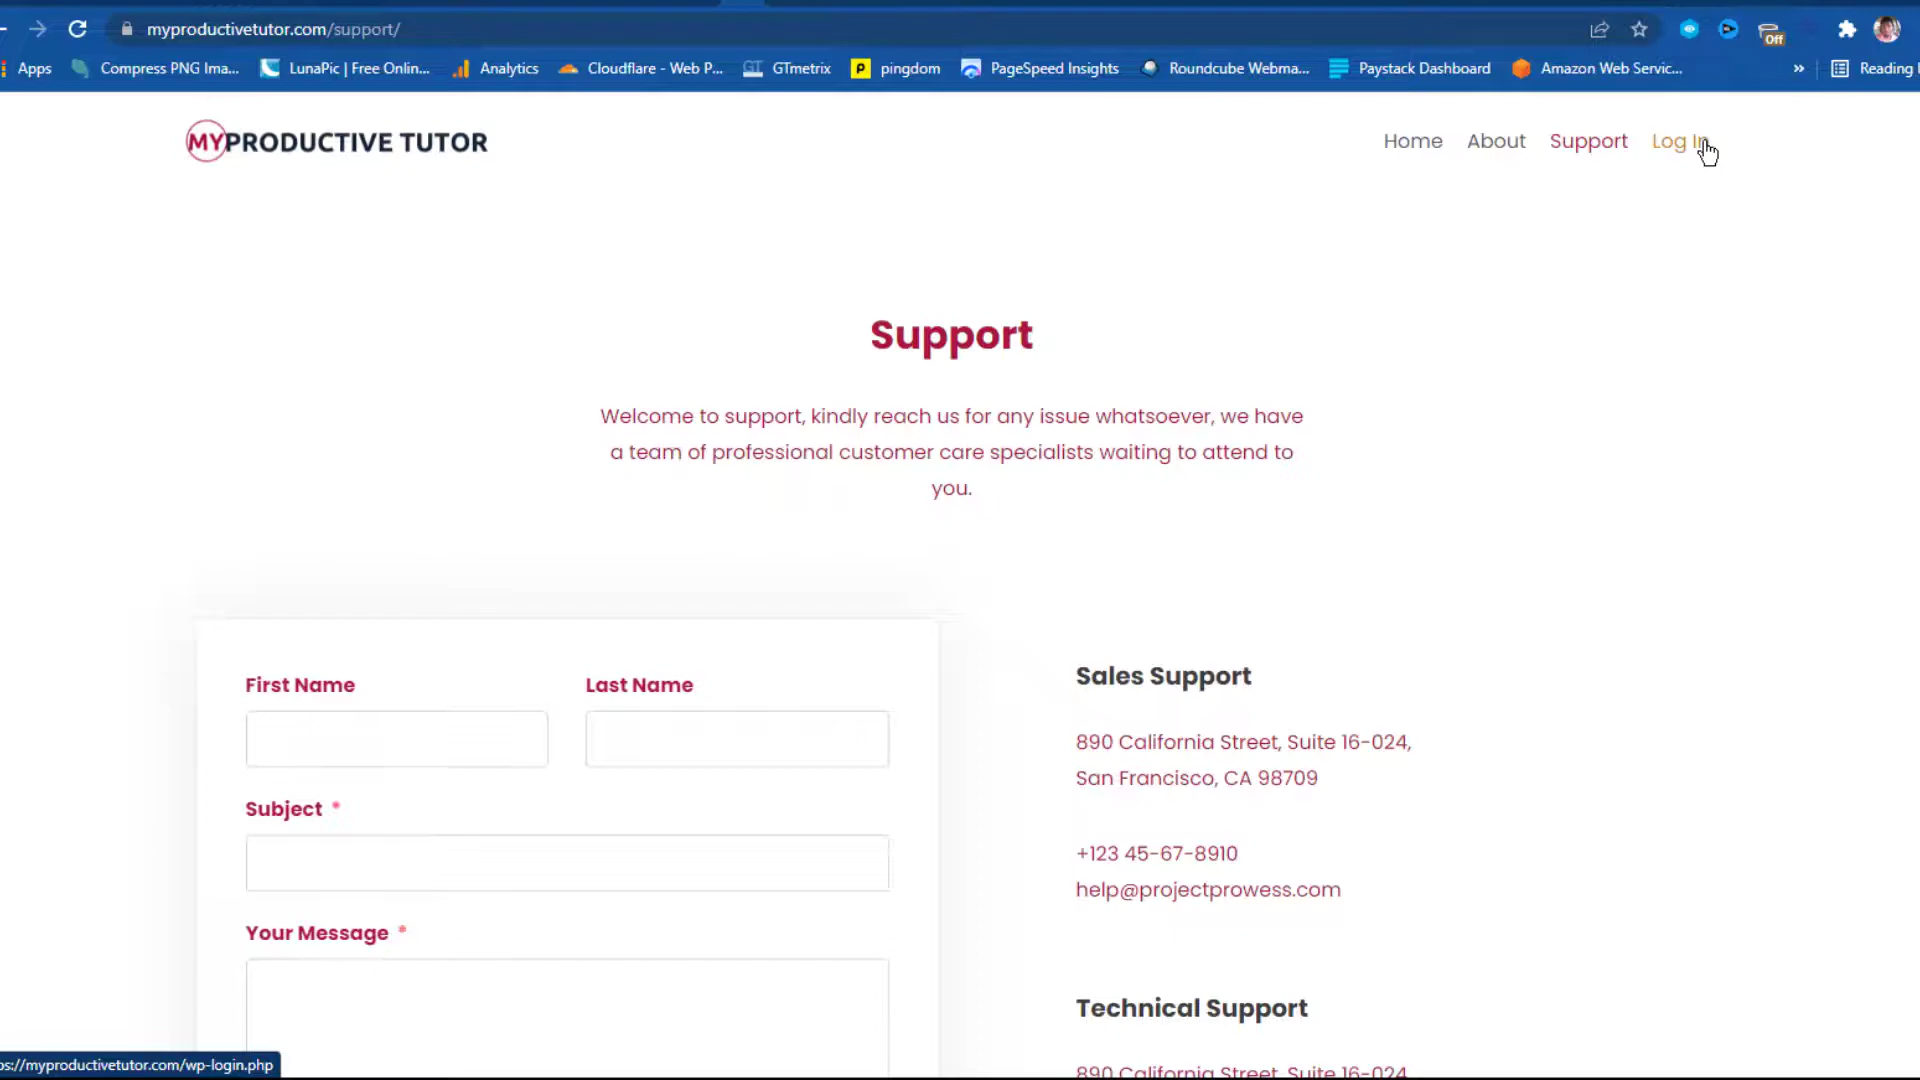 myproductivetutor.com/support/
Off
Apps
Compress PNG Ima...
LunaPic | Free Onlin...
Analytics
Cloudflare - Web P...
GTmetrix
pingdom
PageSpeed Insights
Roundcube Webma...
Paystack Dashboard
Amazon Web Servic...
»
Reading
MYPRODUCTIVE TUTOR
Home
About
Support
Log In
Support
Welcome to support, kindly reach us for any issue whatsoever, we have
a team of professional customer care specialists waiting to attend to
you.
First Name
Last Name
Subject *
Your Message *
Sales Support
890 California Street, Suite 16-024,
San Francisco, CA 98709
+123 45-67-8910
help@projectprowess.com
Technical Support
890 California Street, Suite 16-024
ps://myproductivetutor.com/wp-login.php